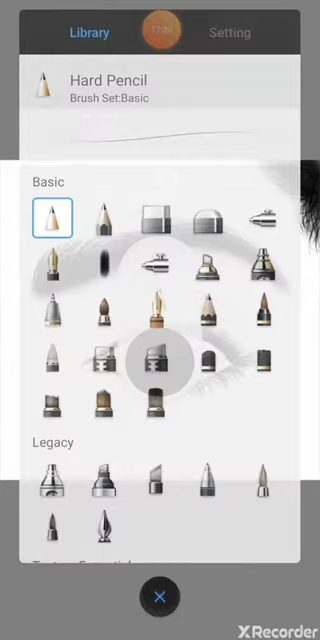 Library
Setting
Hard Pencil
Brush Set:Basic
Basic
Legacy
XRecorder